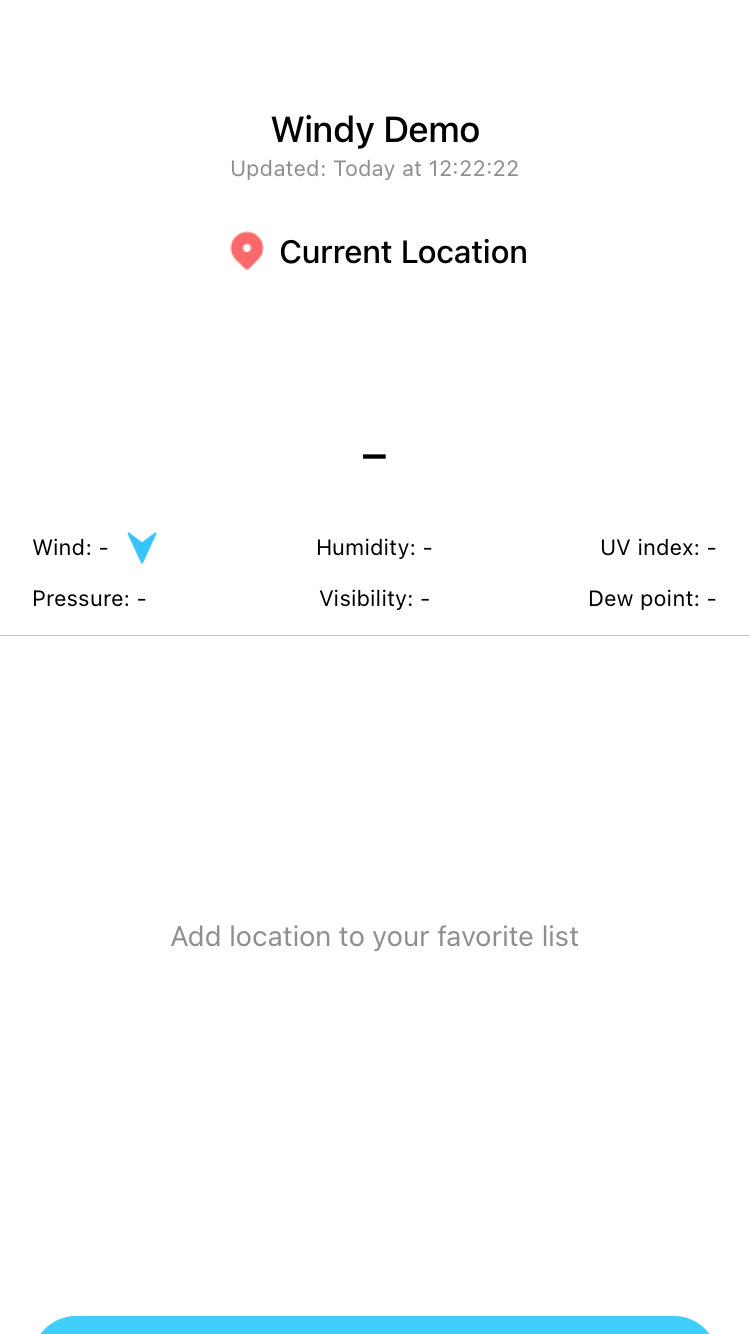 Windy Demo
Updated: Today at 12:22:22
Current Location
–
Wind: - Humidity: - UV index: -
Pressure: - Visibility: - Dew point: -
Add location to your favorite list